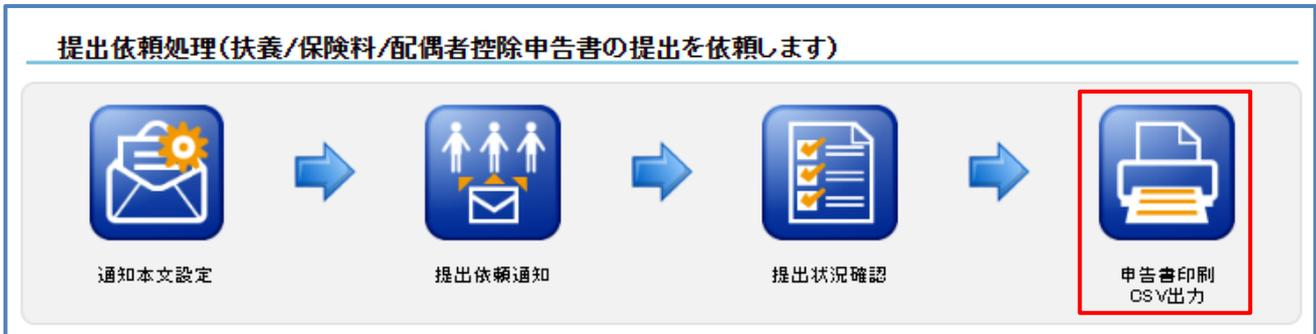 提出依頼処理(扶養/保険料/配偶者控除申告書の提出を依頼します)
通知本文設定
提出依頼通知
提出状況確認
申告書印刷
CSV出力